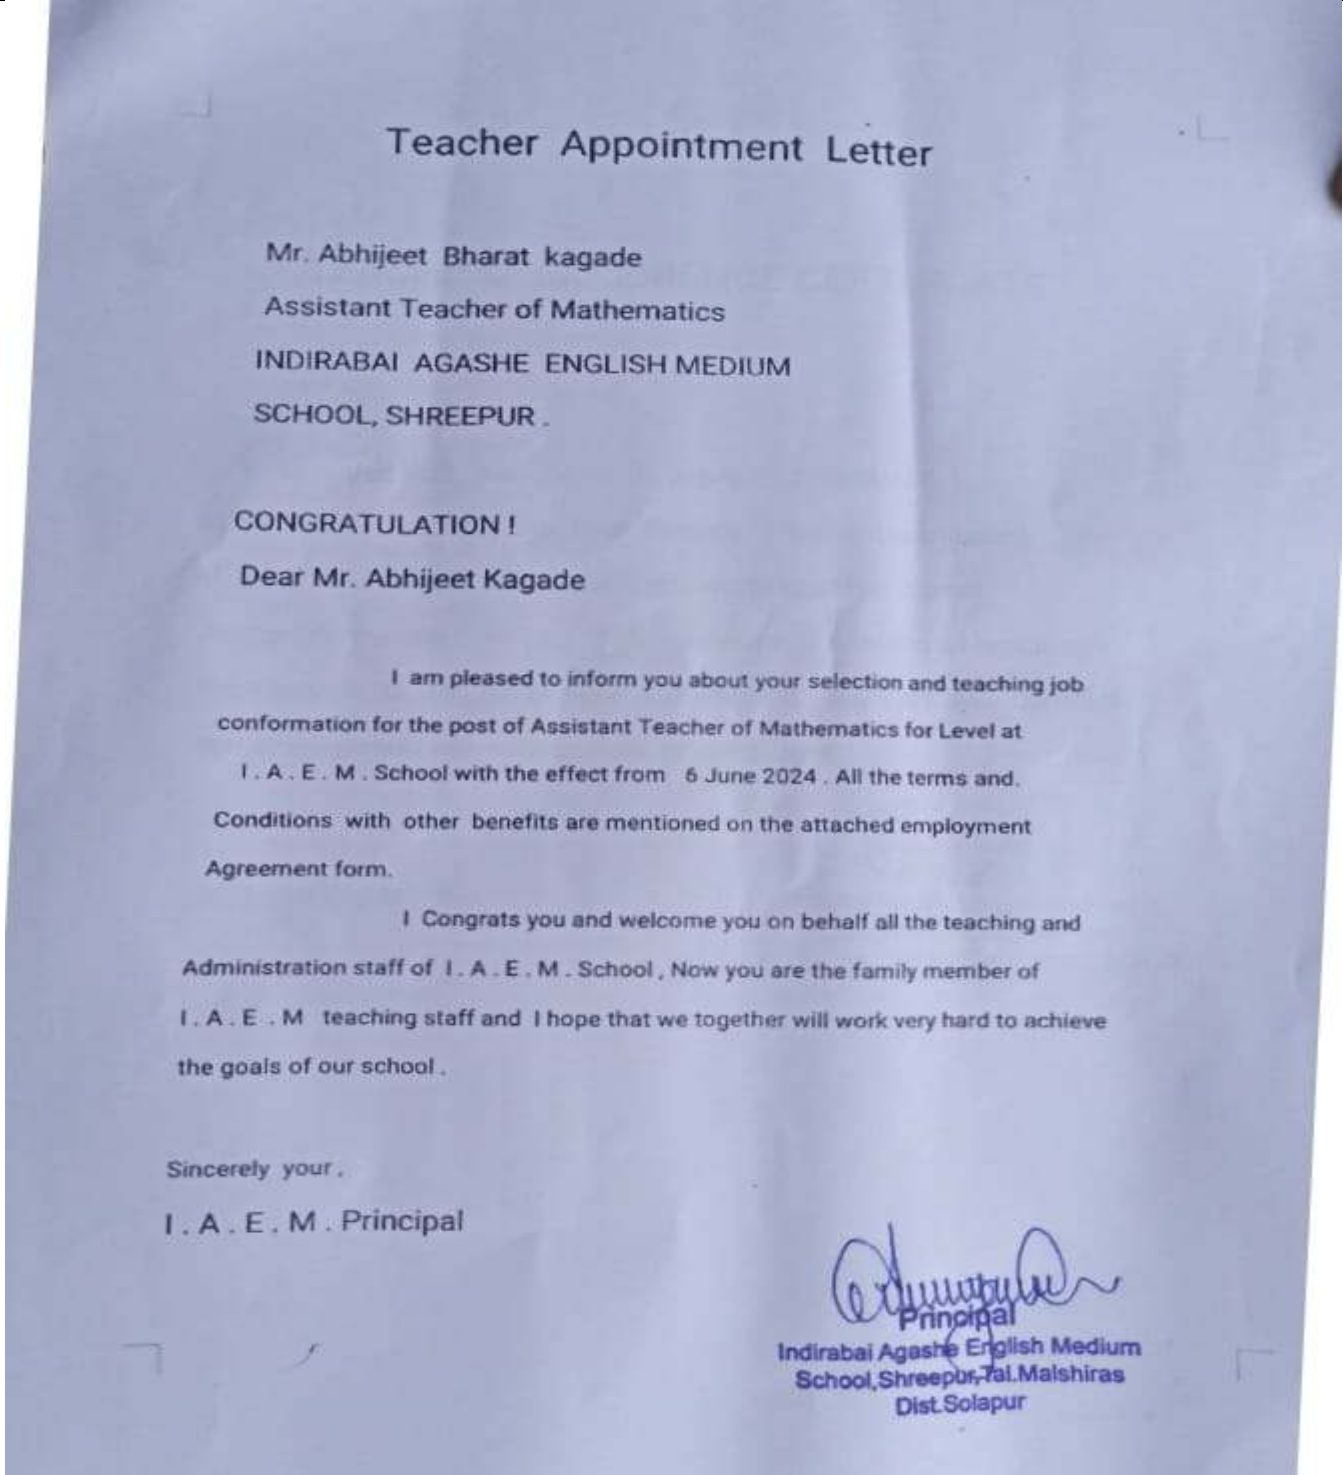 Teacher Appointment Letter
Mr. Abhijeet Bharat kagade
Assistant Teacher of Mathematics
INDIRABAI AGASHE ENGLISH MEDIUM
SCHOOL, SHREEPUR .
CONGRATULATION !
Dear Mr. Abhijeet Kagade
I am pleased to inform you about your selection and teaching job
conformation for the post of Assistant Teacher of Mathematics for Level at
I . A . E . M . School with the effect from 6 June 2024 . All the terms and.
Conditions with other benefits are mentioned on the attached employment
Agreement form.
I Congrats you and welcome you on behalf all the teaching and
Administration staff of I . A . E . M . School , Now you are the family member of
I . A . E . M teaching staff and I hope that we together will work very hard to achieve
the goals of our school .
Sincerely your .
I . A . E . M . Principal
Principal
Indirabai Agashe English Medium
School,Shreepur,Tal.Malshiras
Dist.Solapur